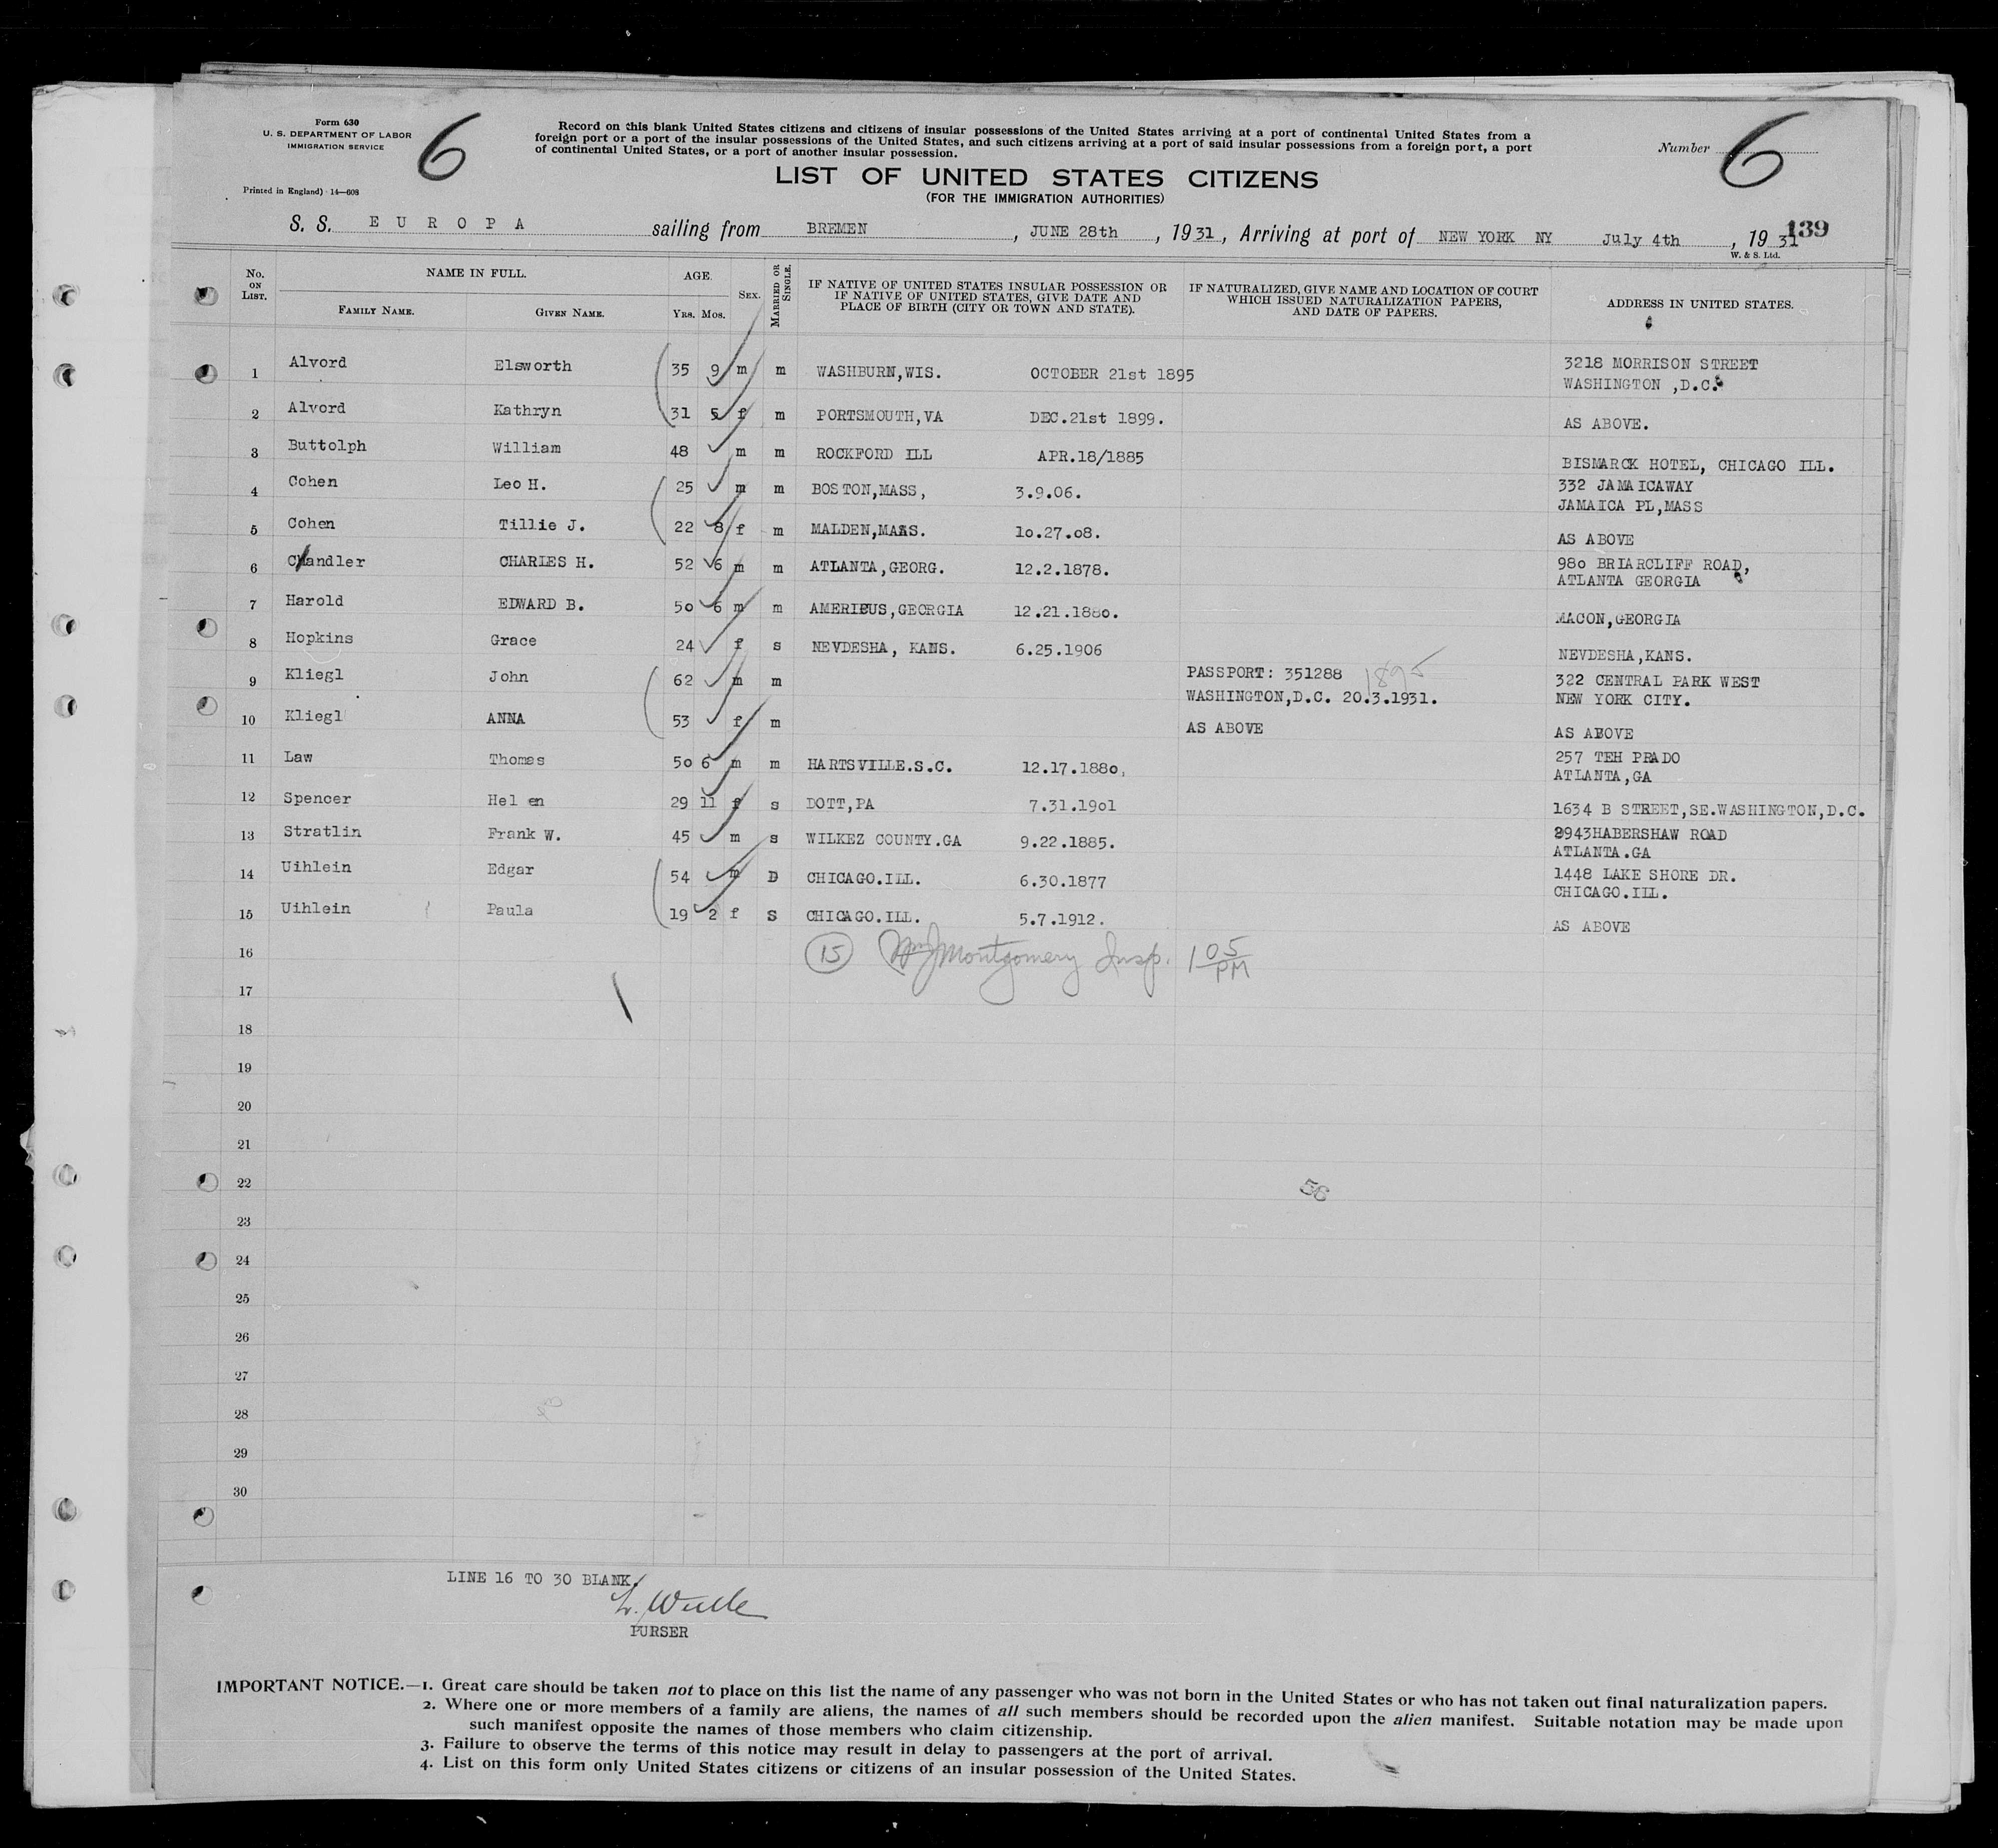 Form 630
U. S. DEPARTMENT OF LABOR
IMMIGRATION SERVICE
6
Printed in England) 14—608
Record on this blank United States citizens and citizens of insular possessions of the United States arriving at a port of continental United States from a
foreign port or a port of the insular possessions of the United States, and such citizens arriving at a port of said insular possessions from a foreign port, a port
of continental United States, or a port of another insular possession.
Number 6
LIST OF UNITED STATES CITIZENS
(FOR THE IMMIGRATION AUTHORITIES)
S. S. EUROPA sailing from BREMEN, JUNE 28th, 1931, Arriving at port of NEW YORK NY July 4th, 1931
139
W. & S. Ltd.
No. ON LIST. NAME IN FULL. FAMILY NAME. GIVEN NAME. AGE. YRS. MOS. SEX. MARRIED OR SINGLE. IF NATIVE OF UNITED STATES INSULAR POSSESSION OR IF NATIVE OF UNITED STATES, GIVE DATE AND PLACE OF BIRTH (CITY OR TOWN AND STATE). IF NATURALIZED, GIVE NAME AND LOCATION OF COURT WHICH ISSUED NATURALIZATION PAPERS, AND DATE OF PAPERS. ADDRESS IN UNITED STATES.
1 Alvord Elsworth 35 9 m m WASHBURN,WIS. OCTOBER 21st 1895 3218 MORRISON STREET
WASHINGTON ,D.C.
2 Alvord Kathryn 31 5 f m PORTSMOUTH,VA DEC.21st 1899. AS ABOVE.
3 Buttolph William 48 m m ROCKFORD ILL APR.18/1885 BISMARCK HOTEL, CHICAGO ILL.
4 Cohen Leo H. 25 m m BOSTON,MASS, 3.9.06. 332 JAMAICAWAY
JAMAICA PL,MASS
5 Cohen Tillie J. 22 8 f m MALDEN,MAAS. 10.27.08. AS ABOVE
6 Chandler CHARLES H. 52 6 m m ATLANTA,GEORG. 12.2.1878. 980 BRIARCLIFF ROAD,
ATLANTA GEORGIA
7 Harold EDWARD B. 50 6 m m AMERICUS,GEORGIA 12.21.1880. MACON,GEORGIA
8 Hopkins Grace 24 f s NEVDESHA, KANS. 6.25.1906 NEVDESHA,KANS.
9 Kliegl John 62 m m PASSPORT: 351288 1895 322 CENTRAL PARK WEST
WASHINGTON,D.C. 20.3.1931. NEW YORK CITY.
10 Kliegl ANNA 53 f m AS ABOVE AS ABOVE
11 Law Thomas 50 6 m m HARTSVILLE.S.C. 12.17.1880, 257 TEH PRADO
ATLANTA,GA
12 Spencer Helen 29 11 f s DOTT,PA 7.31.1901 1634 B STREET,SE.WASHINGTON,D.C.
13 Stratlin Frank W. 45 m s WILKEZ COUNTY.GA 9.22.1885. 2943HABERSHAW ROAD
ATLANTA.GA
14 Uihlein Edgar 54 m D CHICAGO.ILL. 6.30.1877 1448 LAKE SHORE DR.
CHICAGO.ILL.
15 Uihlein Paula 19 2 f S CHICAGO.ILL. 5.7.1912. AS ABOVE
16 15 Wm J Montgomery Insp. 1 05 PM
17
18
19
20
21
22
56
23
24
25
26
27
28
29
30
LINE 16 TO 30 BLANK.
PURSER
IMPORTANT NOTICE.—1. Great care should be taken not to place on this list the name of any passenger who was not born in the United States or who has not taken out final naturalization papers.
2. Where one or more members of a family are aliens, the names of all such members should be recorded upon the alien manifest. Suitable notation may be made upon
such manifest opposite the names of those members who claim citizenship.
3. Failure to observe the terms of this notice may result in delay to passengers at the port of arrival.
4. List on this form only United States citizens or citizens of an insular possession of the United States.